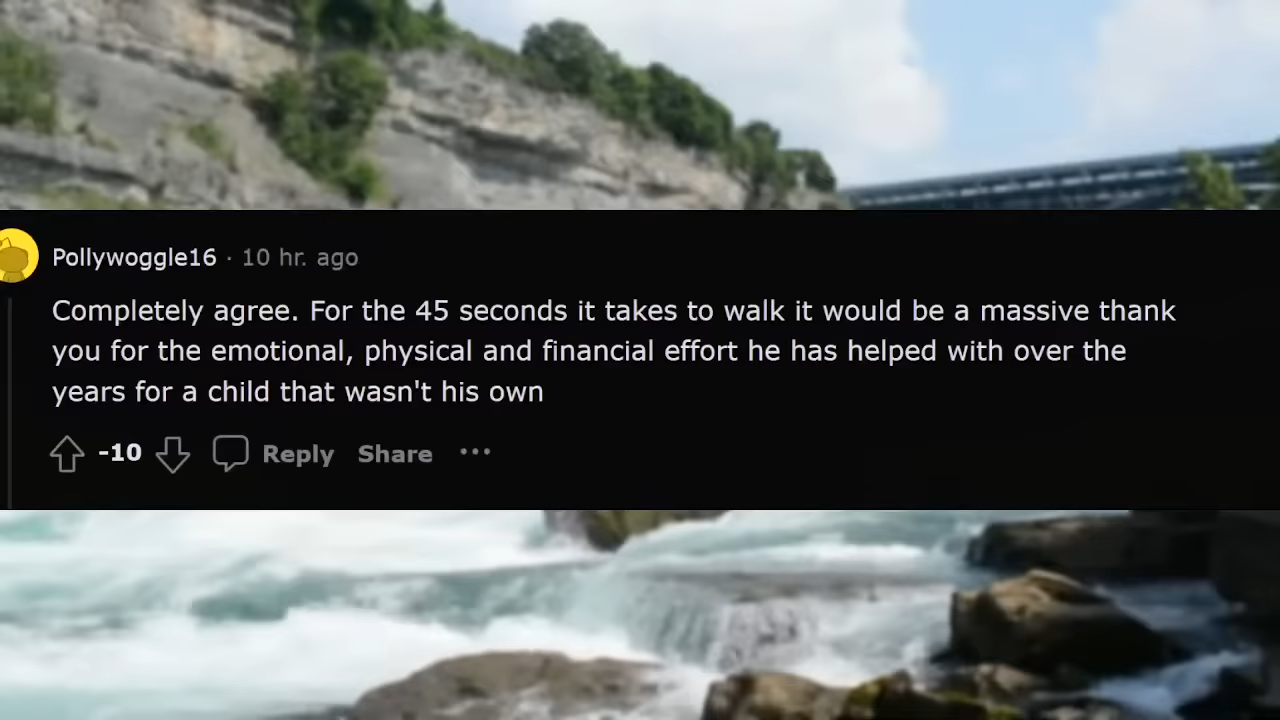 Pollywoggle16 · 10 hr. ago
Completely agree. For the 45 seconds it takes to walk it would be a massive thank
you for the emotional, physical and financial effort he has helped with over the
years for a child that wasn't his own
-10 Reply Share ···